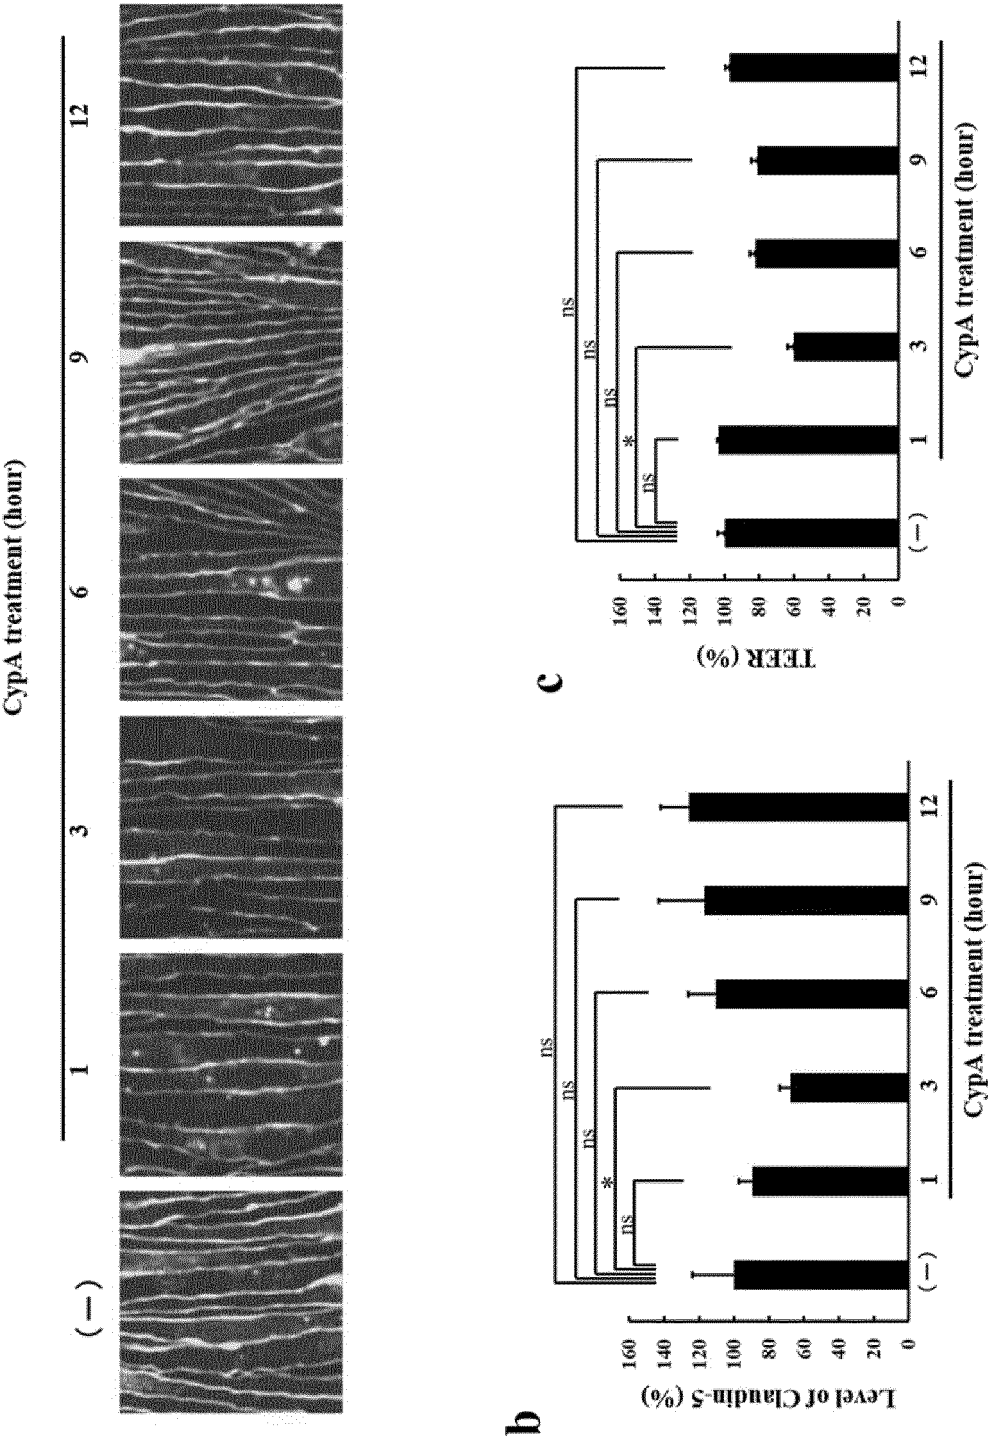 CypA treatment (hour)
(—) 1 3 6 9 12
b
Level of Claudin-5 (%)
160
140
120
100
80
60
40
20
0
ns
ns
ns
*
ns
(—) 1 3 6 9 12
CypA treatment (hour)
c
TEER (%)
160
140
120
100
80
60
40
20
0
ns
ns
ns
*
ns
(—) 1 3 6 9 12
CypA treatment (hour)